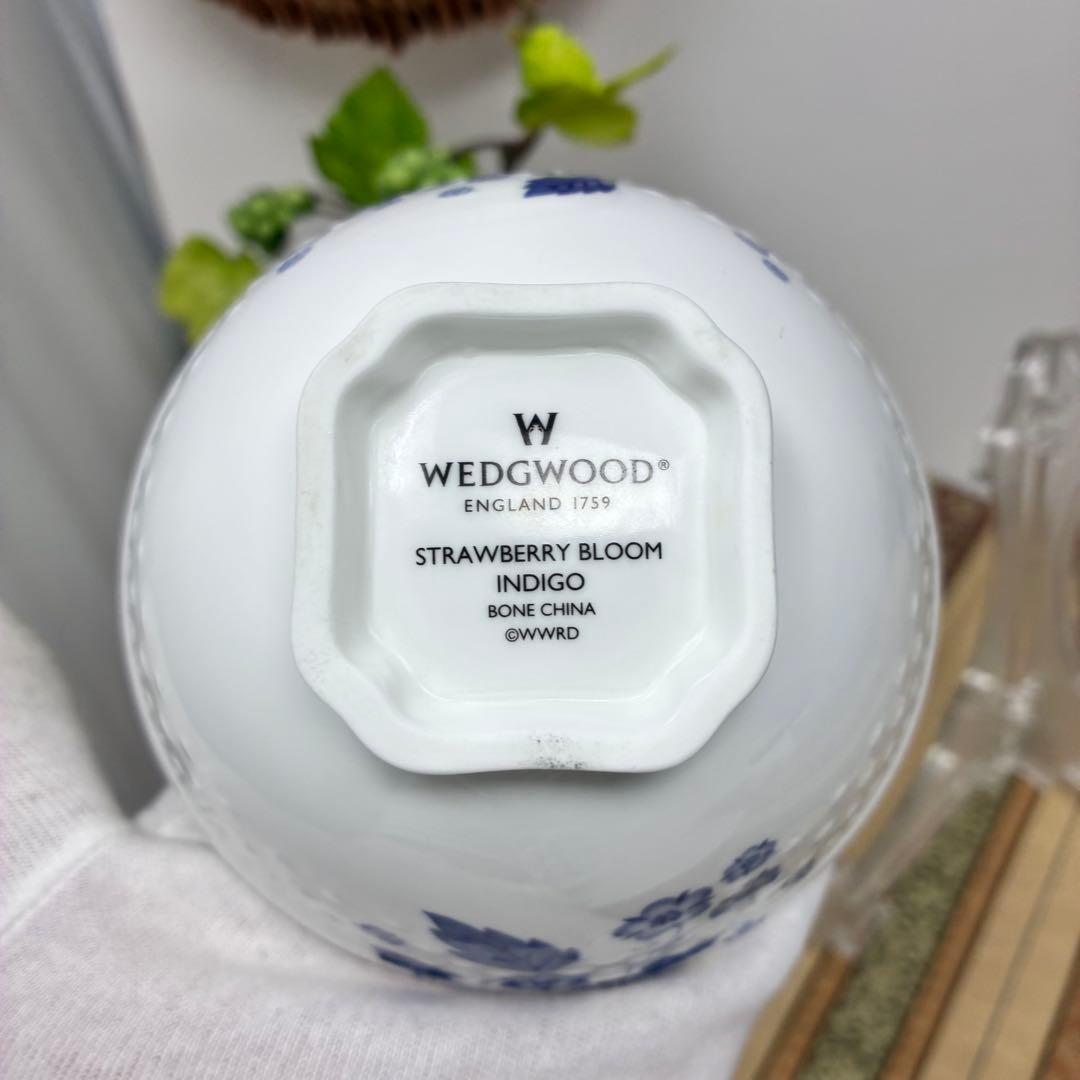 W
WEDGWOOD®
ENGLAND 1759
STRAWBERRY BLOOM
INDIGO
BONE CHINA
©WWRD